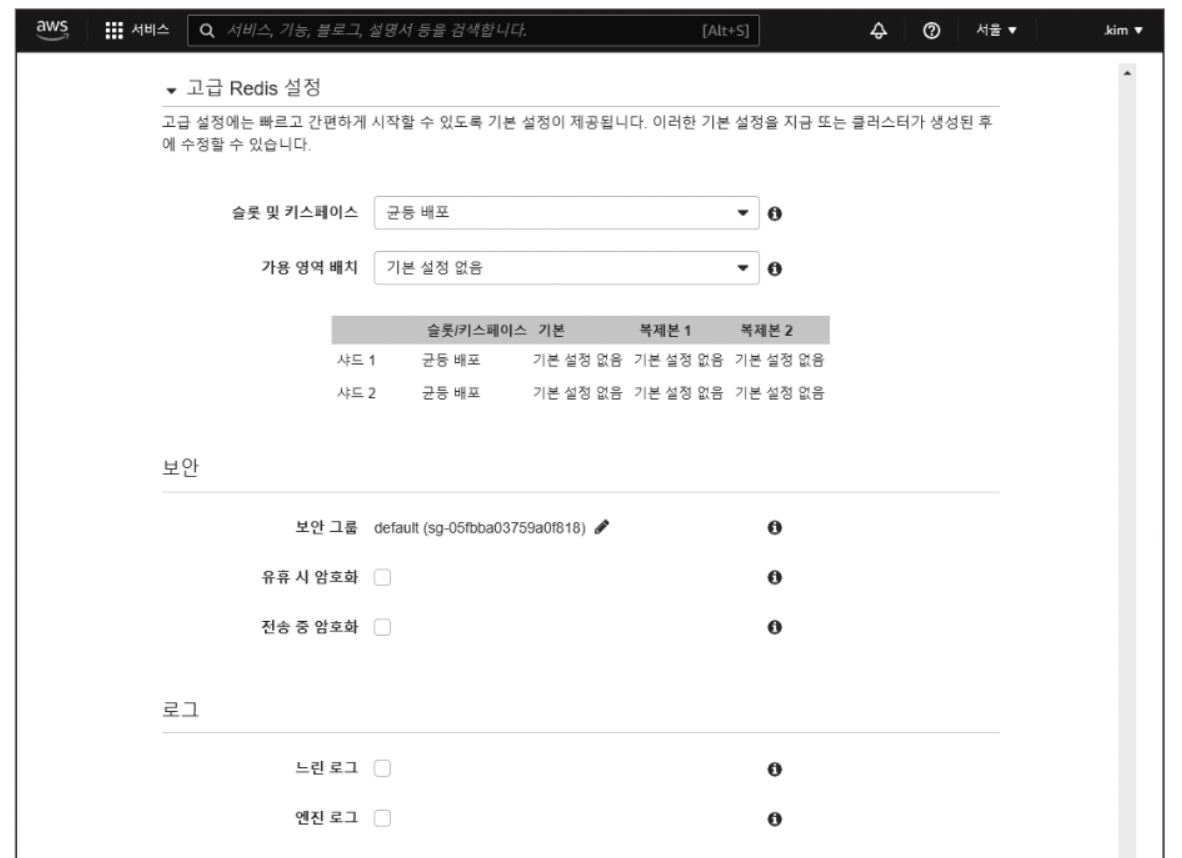 aws 서비스 서비스, 기능, 블로그, 설명서 등을 검색합니다. [Alt+S] 서울 ▼ .kim ▼
고급 Redis 설정
고급 설정에는 빠르고 간편하게 시작할 수 있도록 기본 설정이 제공됩니다. 이러한 기본 설정을 지금 또는 클러스터가 생성된 후
에 수정할 수 있습니다.
슬롯 및 키스페이스 균등 배포
가용 영역 배치 기본 설정 없음
슬롯/키스페이스 기본 복제본 1 복제본 2
샤드 1 균등 배포 기본 설정 없음 기본 설정 없음 기본 설정 없음
샤드 2 균등 배포 기본 설정 없음 기본 설정 없음 기본 설정 없음
보안
보안 그룹 default (sg-05fbba03759a0f818)
유휴 시 암호화
전송 중 암호화
로그
느린 로그
엔진 로그